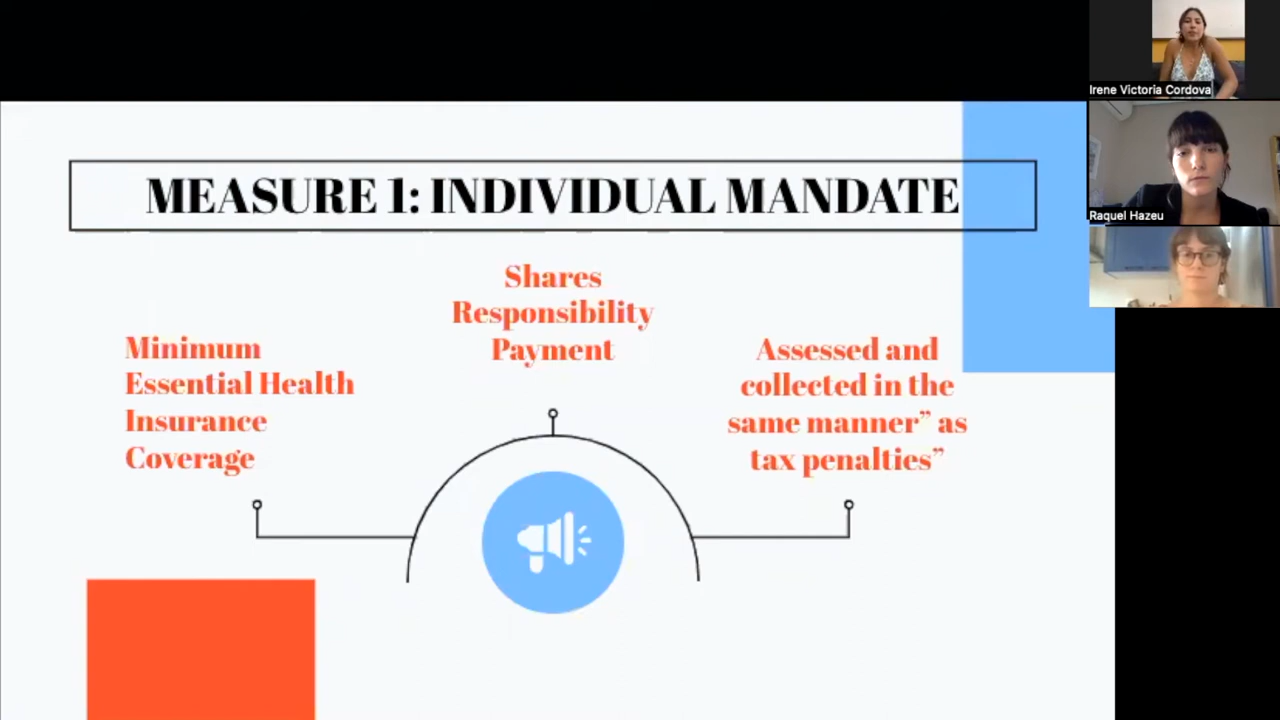 MEASURE 1: INDIVIDUAL MANDATE
Minimum
Essential Health
Insurance
Coverage
Shares
Responsibility
Payment
Assessed and
collected in the
same manner” as
tax penalties”
Irene Victoria Cordova
Raquel Hazeu